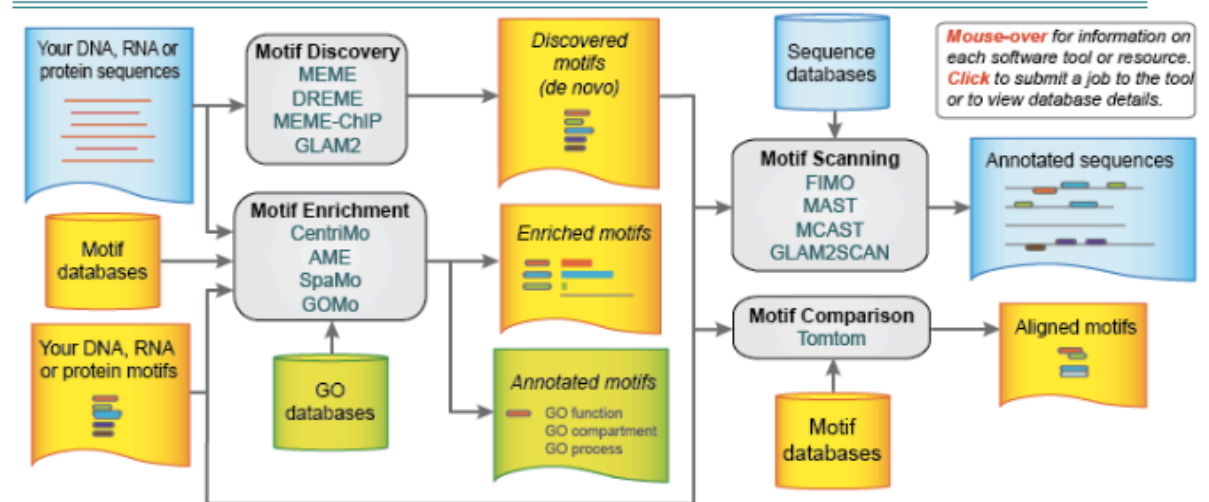 Your DNA, RNA or
protein sequences
Motif Discovery
MEME
DREME
MEME-ChIP
GLAM2
Discovered
motifs
(de novo)
Sequence
databases
Mouse-over for information on
each software tool or resource.
Click to submit a job to the tool
or to view database details.
Motif
databases
Motif Enrichment
CentriMo
AME
SpaMo
GOMo
Enriched motifs
Motif Scanning
FIMO
MAST
MCAST
GLAM2SCAN
Annotated sequences
Your DNA, RNA
or protein motifs
GO
databases
Annotated motifs
GO function
GO compartment
GO process
Motif Comparison
Tomtom
Aligned motifs
Motif
databases